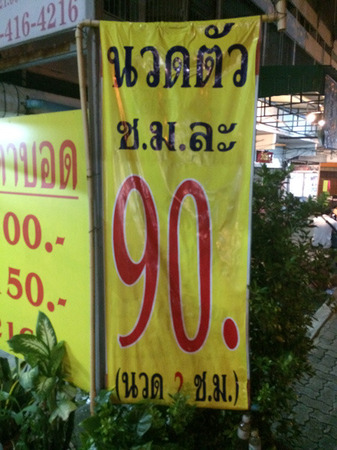 -416-4216
นวดตัว
ช.ม.ละ
90.
(นวด 2 ช.ม.)
าบอด
00.-
150.-